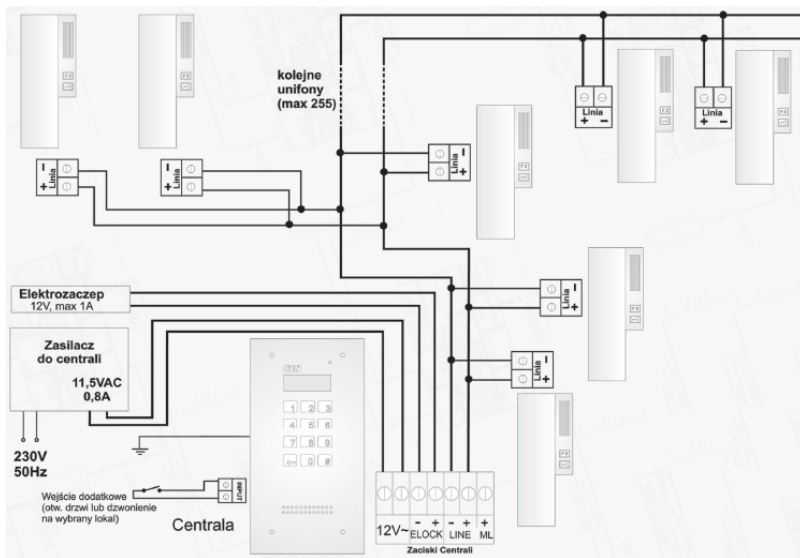 kolejne
unifony
(max 255)
Linia
+ -
Linia
+ -
- Linia +
- Linia +
- Linia +
- Linia +
- Linia +
Elektrozaczep
12V, max 1A
Zasilacz
do centrali
11,5VAC
0,8A
230V
50Hz
1 2 3
4 5 6
7 8 9
0 #
INPUT
Wejście dodatkowe
(otw. drzwi lub dzwonienie
na wybrany lokal)
Centrala
12V~
- ELOCK +
- LINE +
+ ML
Zaciski Centrali